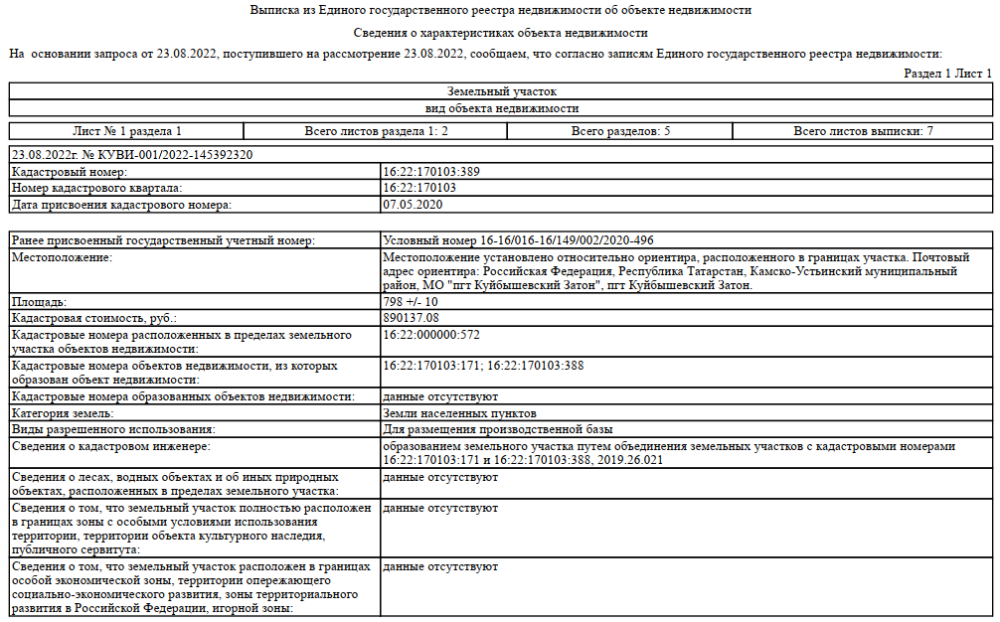 Выписка из Единого государственного реестра недвижимости об объекте недвижимости
Сведения о характеристиках объекта недвижимости
На основании запроса от 23.08.2022, поступившего на рассмотрение 23.08.2022, сообщаем, что согласно записям Единого государственного реестра недвижимости:
Раздел 1 Лист 1
Земельный участок
вид объекта недвижимости
Лист № 1 раздела 1 Всего листов раздела 1: 2 Всего разделов: 5 Всего листов выписки: 7
23.08.2022г. № КУВИ-001/2022-145392320
Кадастровый номер: 16:22:170103:389
Номер кадастрового квартала: 16:22:170103
Дата присвоения кадастрового номера: 07.05.2020
Ранее присвоенный государственный учетный номер: Условный номер 16-16/016-16/149/002/2020-496
Местоположение: Местоположение установлено относительно ориентира, расположенного в границах участка. Почтовый
адрес ориентира: Российская Федерация, Республика Татарстан, Камско-Устьинский муниципальный
район, МО "пгт Куйбышевский Затон", пгт Куйбышевский Затон.
Площадь: 798 +/- 10
Кадастровая стоимость, руб.: 890137.08
Кадастровые номера расположенных в пределах земельного 16:22:000000:572
участка объектов недвижимости:
Кадастровые номера объектов недвижимости, из которых 16:22:170103:171; 16:22:170103:388
образован объект недвижимости:
Кадастровые номера образованных объектов недвижимости: данные отсутствуют
Категория земель: Земли населенных пунктов
Виды разрешенного использования: Для размещения производственной базы
Сведения о кадастровом инженере: образованием земельного участка путем объединения земельных участков с кадастровыми номерами
16:22:170103:171 и 16:22:170103:388, 2019.26.021
Сведения о лесах, водных объектах и об иных природных данные отсутствуют
объектах, расположенных в пределах земельного участка:
Сведения о том, что земельный участок полностью расположен данные отсутствуют
в границах зоны с особыми условиями использования
территории, территории объекта культурного наследия,
публичного сервитута:
Сведения о том, что земельный участок расположен в границах данные отсутствуют
особой экономической зоны, территории опережающего
социально-экономического развития, зоны территориального
развития в Российской Федерации, игорной зоны: